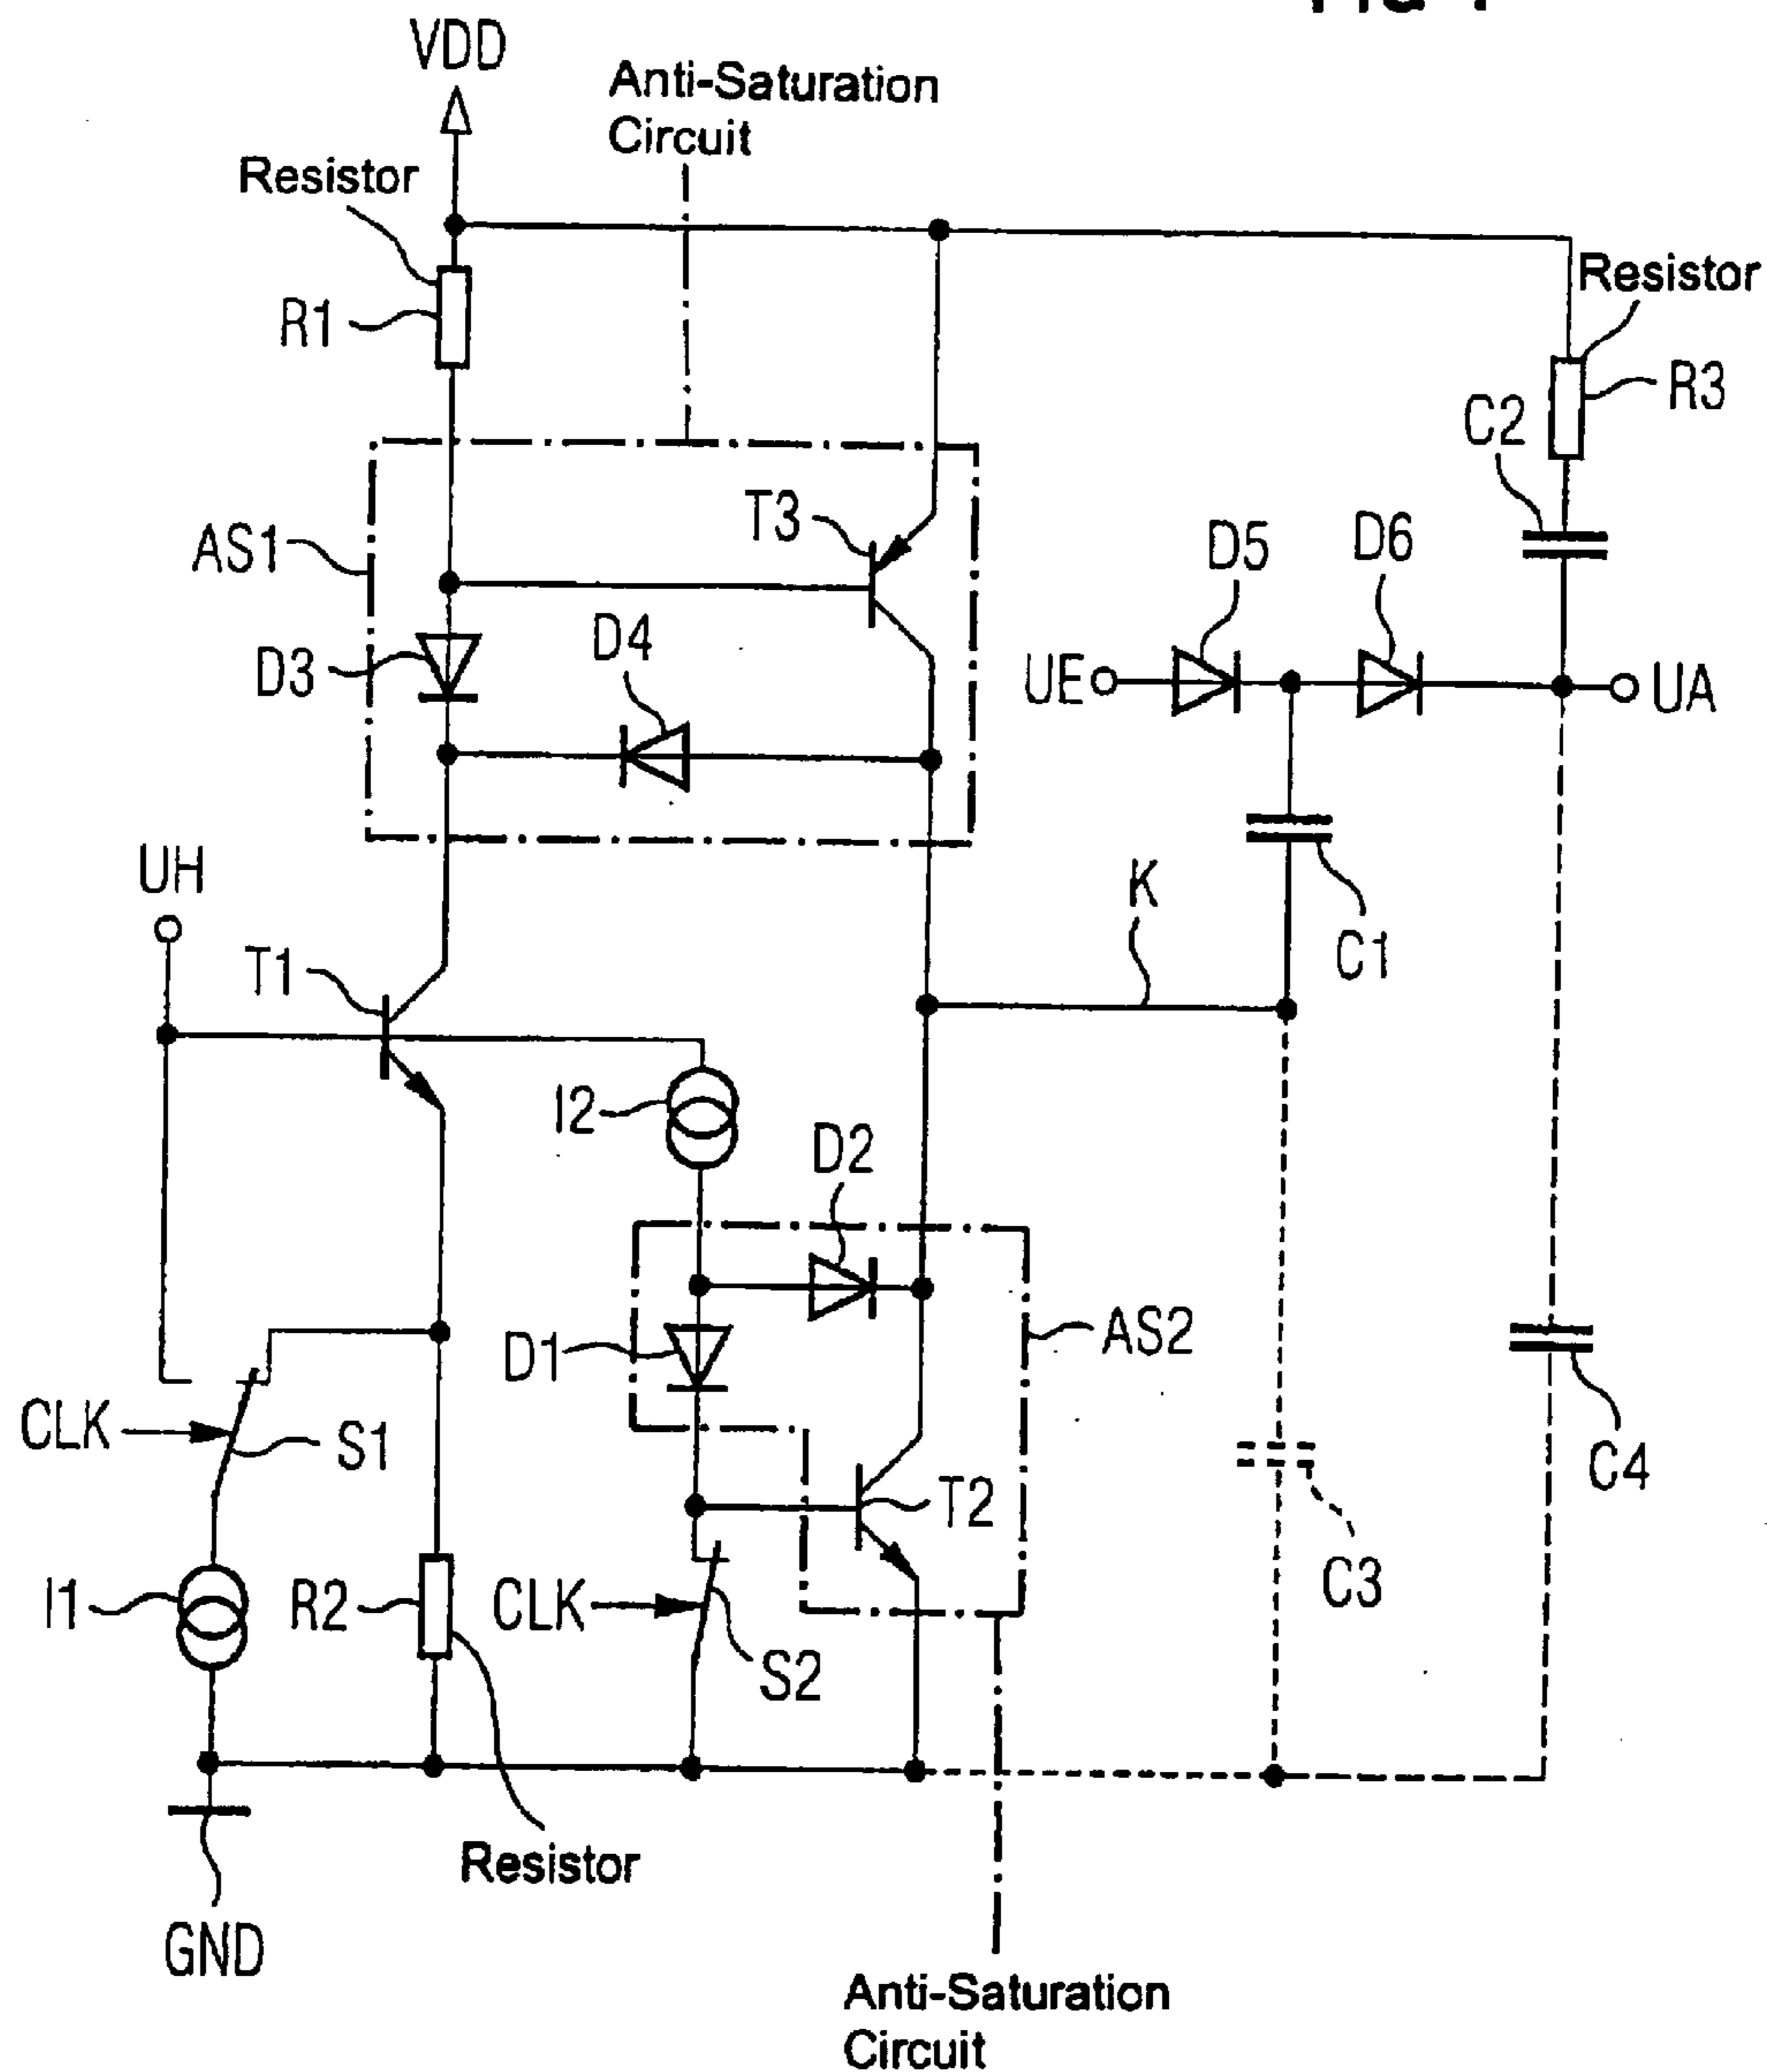 VDD
Anti-Saturation
Circuit
Resistor
R1
Resistor
R3
C2
T3
AS1
D5
D6
D4
D3
UE
UA
UH
K
T1
C1
I2
D2
D1
AS2
CLK
S1
C4
T2
C3
I1
R2
CLK
S2
Resistor
GND
Anti-Saturation
Circuit